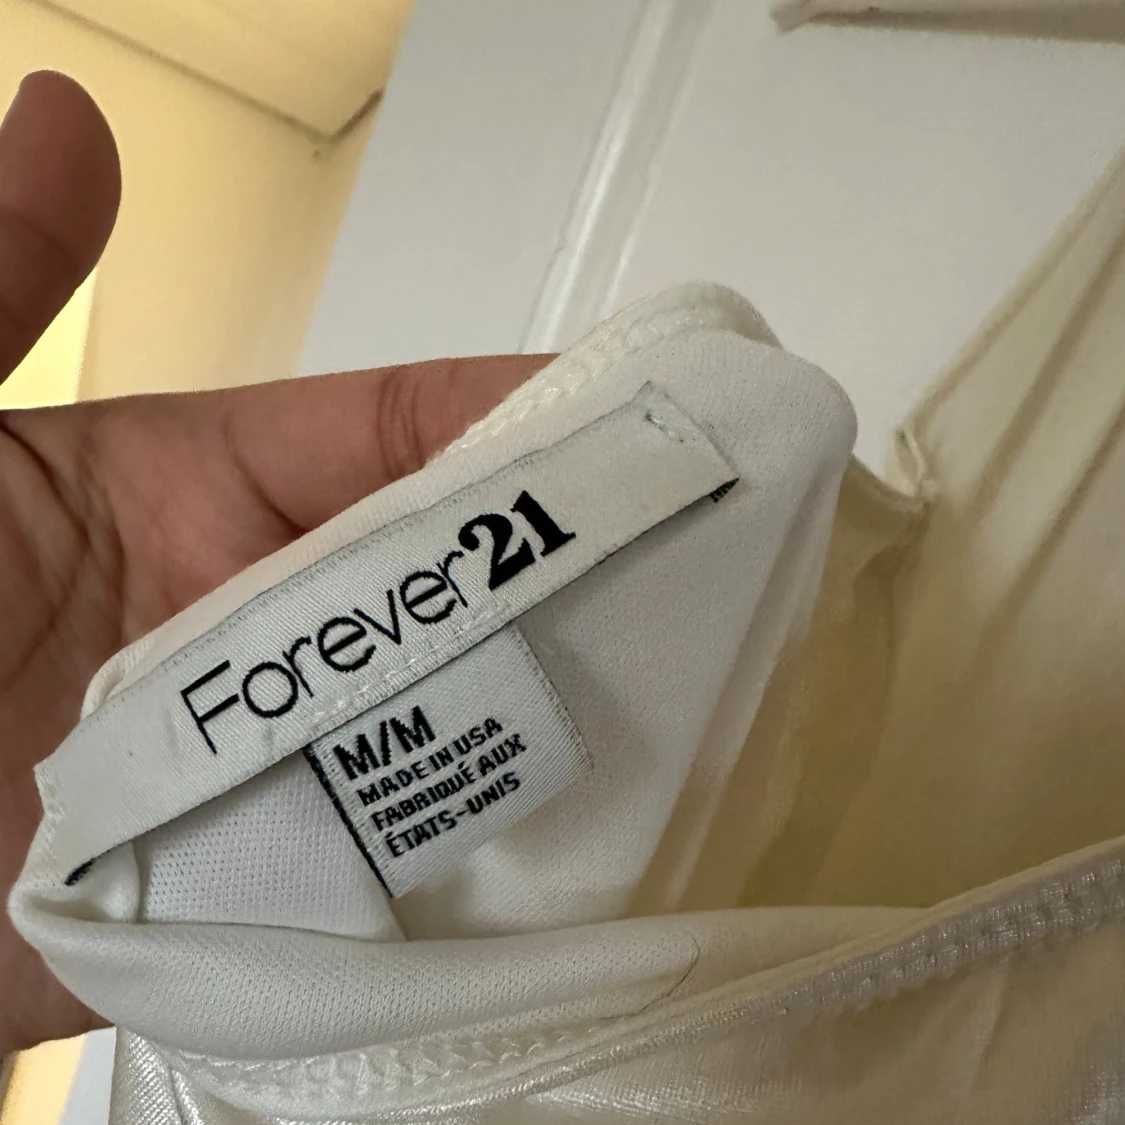 Forever21
M/M
MADE IN USA
FABRIQUÉ AUX
ÉTATS-UNIS